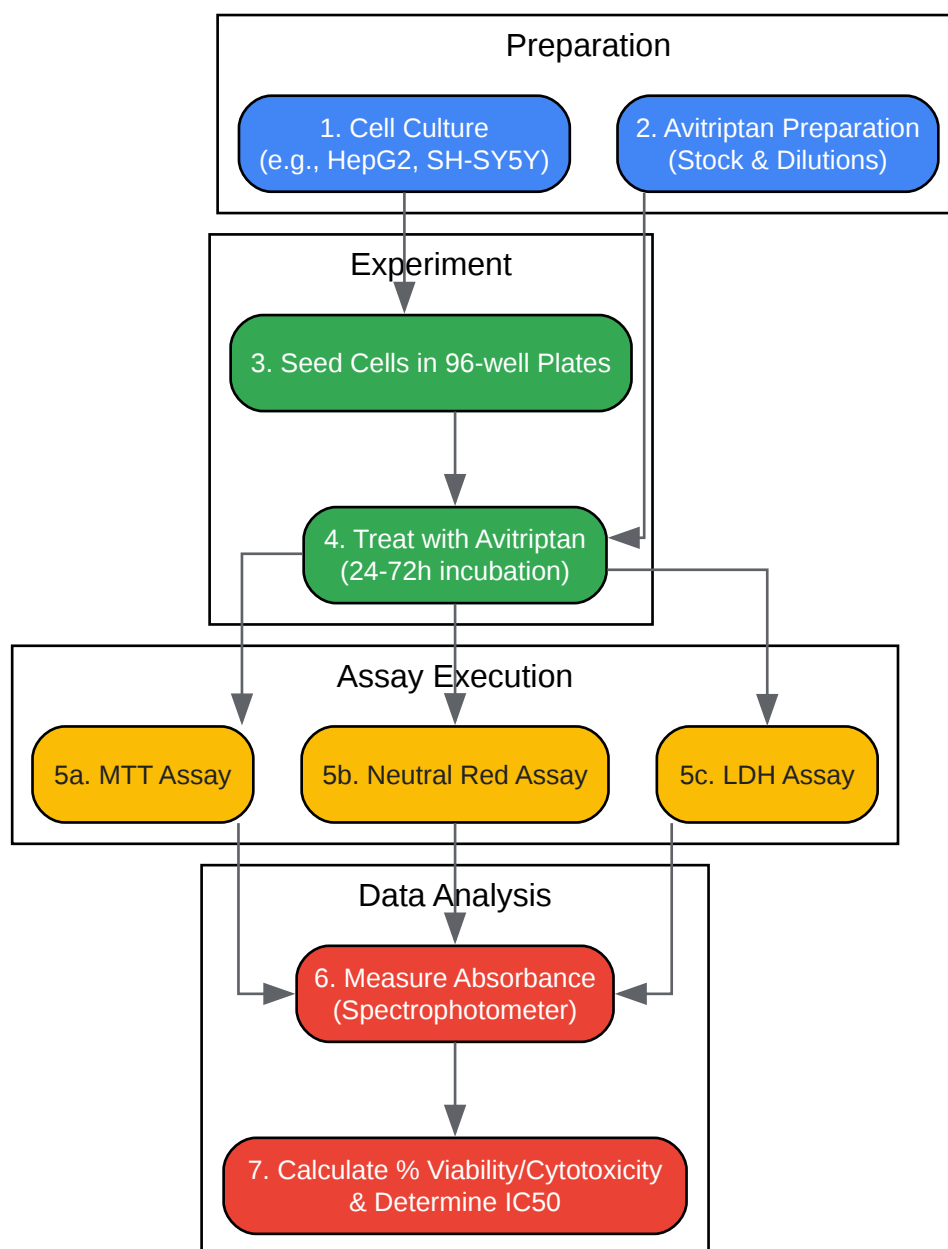 Preparation
1. Cell Culture
(e.g., HepG2, SH-SY5Y)
2. Avitriptan Preparation
(Stock & Dilutions)
Experiment
3. Seed Cells in 96-well Plates
4. Treat with Avitriptan
(24-72h incubation)
Assay Execution
5a. MTT Assay
5b. Neutral Red Assay
5c. LDH Assay
Data Analysis
6. Measure Absorbance
(Spectrophotometer)
7. Calculate % Viability/Cytotoxicity
& Determine IC50